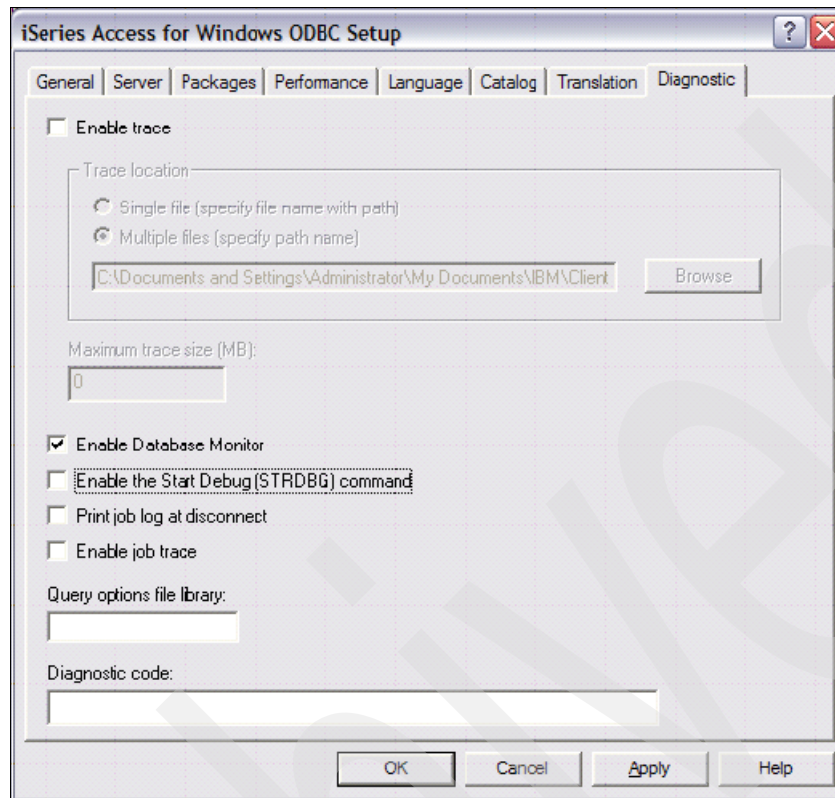 iSeries Access for Windows ODBC Setup
General Server Packages Performance Language Catalog Translation Diagnostic
Enable trace
Trace location
Single file (specify file name with path)
Multiple files (specify path name)
C:\Documents and Settings\Administrator\My Documents\IBM\Client Browse
Maximum trace size (MB):
0
Enable Database Monitor
Enable the Start Debug (STRDBG) command
Print job log at disconnect
Enable job trace
Query options file library:
Diagnostic code:
OK Cancel Apply Help